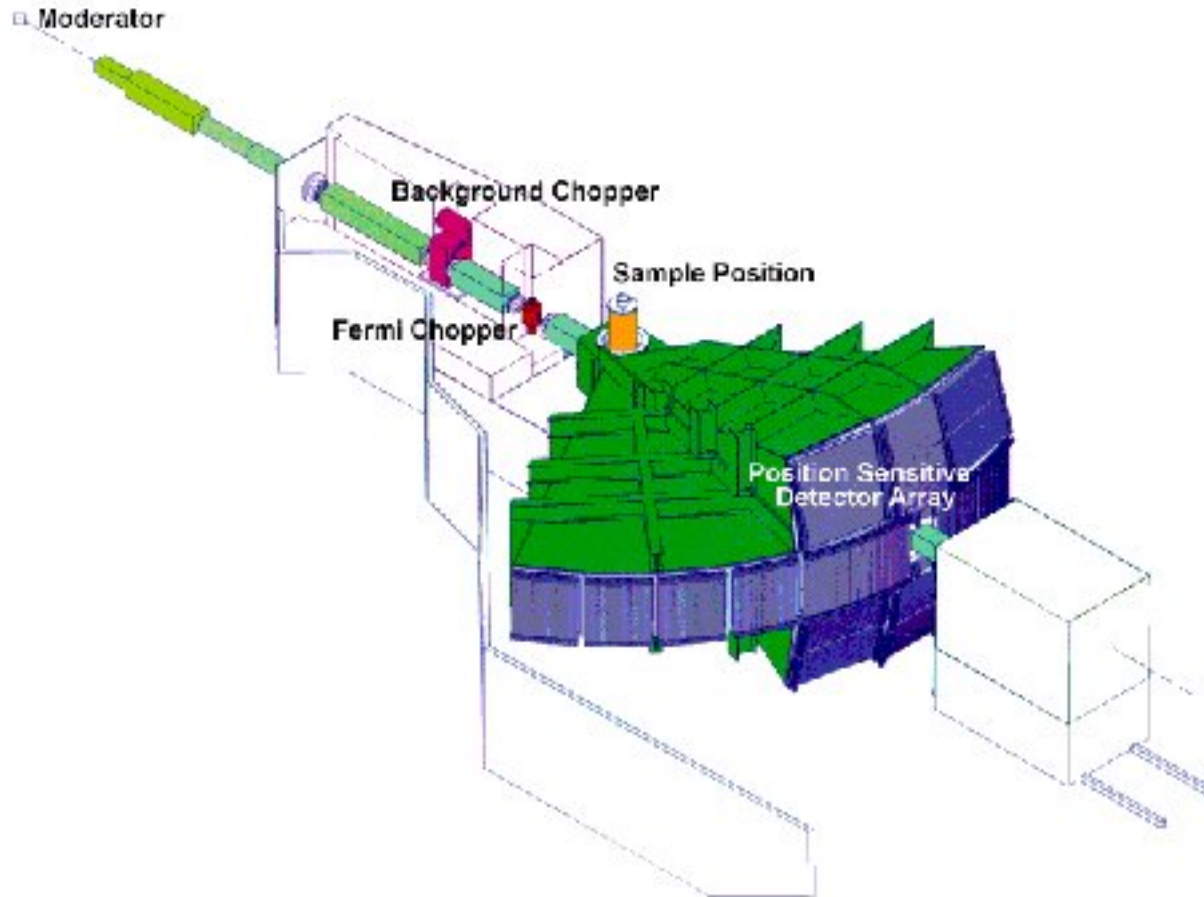 Moderator
Background Chopper
Sample Position
Fermi Chopper
Position Sensitive
Detector Array